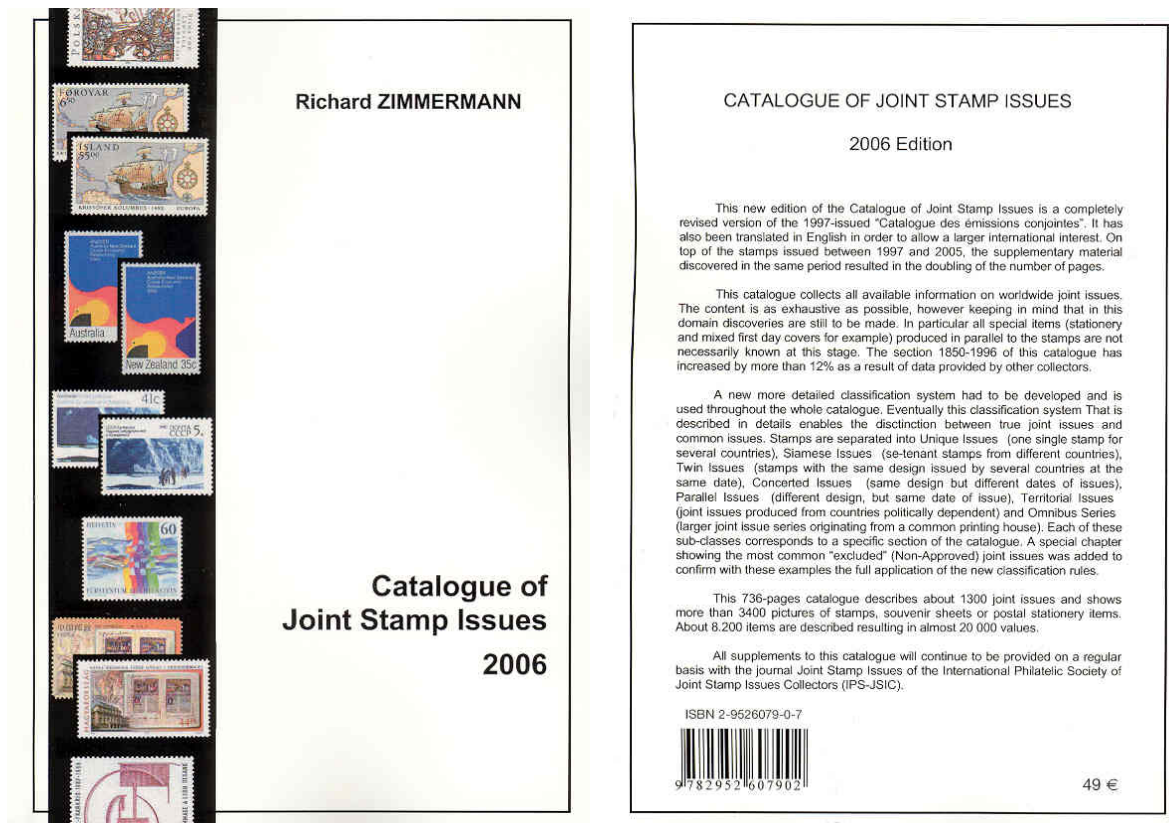 POLSKA
FØROYAR
650
ÍSLAND
5500
KRISTÓFER KÓLUMBUS · 1492 EUROPA
Australia
New Zealand 35c
41c
ПОЧТА
СССР 5к
HELVETIA 60
FÜRSTENTUM
MAGYARORSZÁG
Richard ZIMMERMANN
Catalogue of
Joint Stamp Issues
2006
CATALOGUE OF JOINT STAMP ISSUES
2006 Edition
This new edition of the Catalogue of Joint Stamp Issues is a completely
revised version of the 1997-issued "Catalogue des émissions conjointes". It has
also been translated in English in order to allow a larger international interest. On
top of the stamps issued between 1997 and 2005, the supplementary material
discovered in the same period resulted in the doubling of the number of pages.
This catalogue collects all available information on worldwide joint issues.
The content is as exhaustive as possible, however keeping in mind that in this
domain discoveries are still to be made. In particular all special items (stationery
and mixed first day covers for example) produced in parallel to the stamps are not
necessarily known at this stage. The section 1850-1996 of this catalogue has
increased by more than 12% as a result of data provided by other collectors.
A new more detailed classification system had to be developed and is
used throughout the whole catalogue. Eventually this classification system That is
described in details enables the disctinction between true joint issues and
common issues. Stamps are separated into Unique Issues (one single stamp for
several countries), Siamese Issues (se-tenant stamps from different countries),
Twin Issues (stamps with the same design issued by several countries at the
same date), Concerted Issues (same design but different dates of issues),
Parallel Issues (different design, but same date of issue), Territorial Issues
(joint issues produced from countries politically dependent) and Omnibus Series
(larger joint issue series originating from a common printing house). Each of these
sub-classes corresponds to a specific section of the catalogue. A special chapter
showing the most common "excluded" (Non-Approved) joint issues was added to
confirm with these examples the full application of the new classification rules.
This 736-pages catalogue describes about 1300 joint issues and shows
more than 3400 pictures of stamps, souvenir sheets or postal stationery items.
About 8.200 items are described resulting in almost 20 000 values.
All supplements to this catalogue will continue to be provided on a regular
basis with the journal Joint Stamp Issues of the International Philatelic Society of
Joint Stamp Issues Collectors (IPS-JSIC).
ISBN 2-9526079-0-7
9 782952 607902
49 €